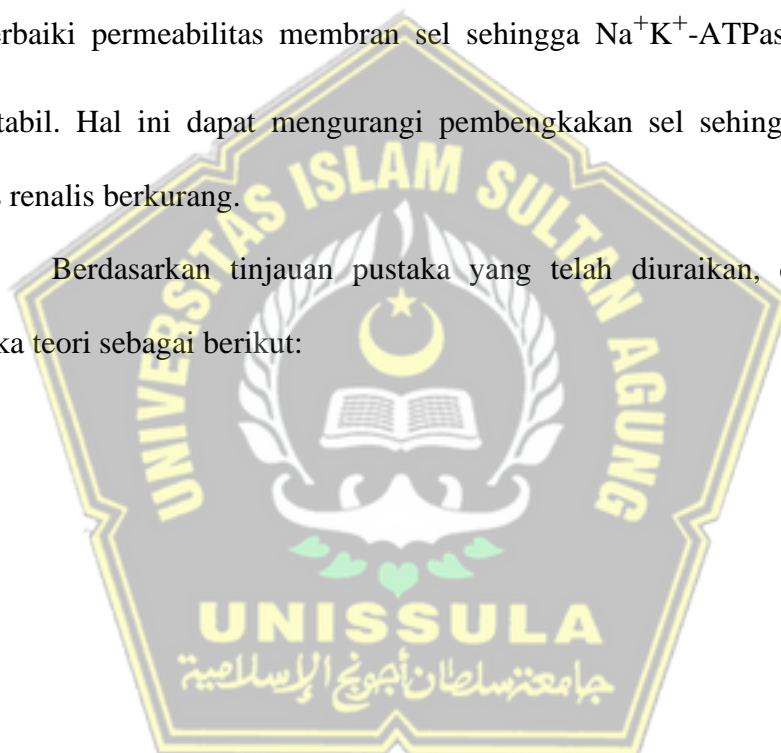 erbaiki permeabilitas membran sel sehingga Na⁺K⁺-ATPas
tabil. Hal ini dapat mengurangi pembengkakan sel sehing
s renalis berkurang.
Berdasarkan tinjauan pustaka yang telah diuraikan,
ka teori sebagai berikut:
UNIVERSITAS ISLAM SULTAN AGUNG
UNISSULA
جامعة سلطان أجونج الإسلامية